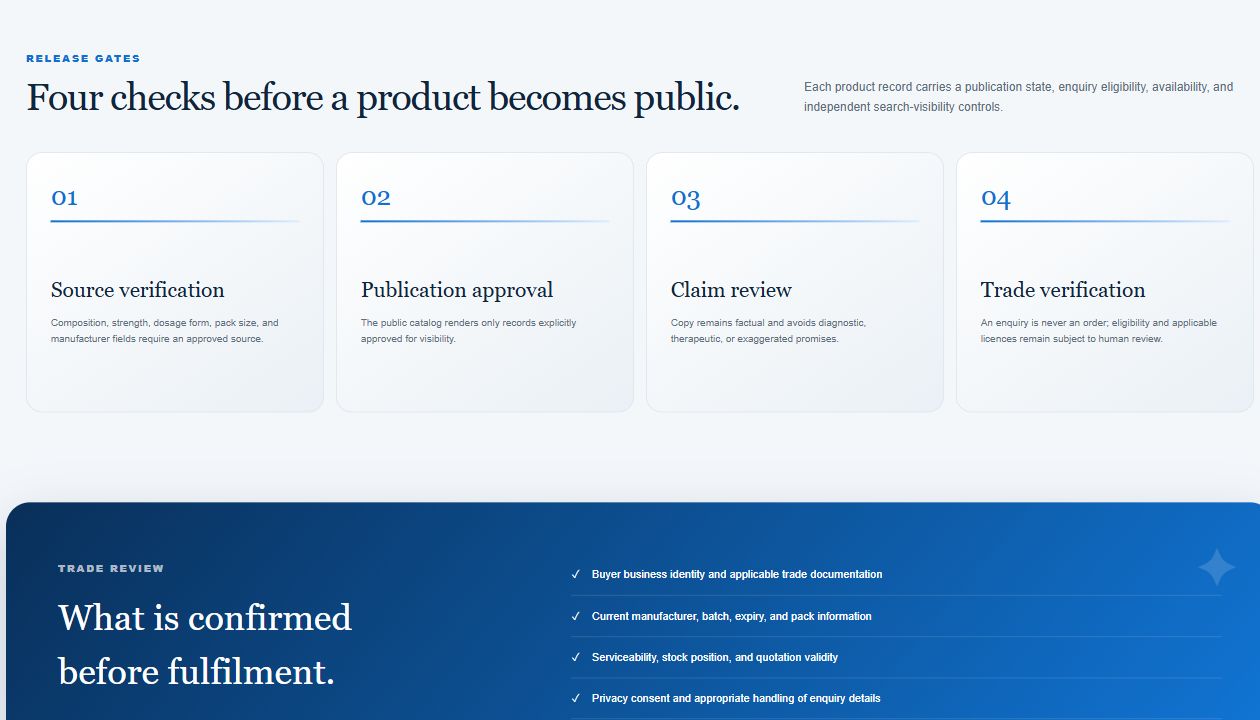 RELEASE GATES
Four checks before a product becomes public.
Each product record carries a publication state, enquiry eligibility, availability, and
independent search-visibility controls.
01
Source verification
Composition, strength, dosage form, pack size, and
manufacturer fields require an approved source.
02
Publication approval
The public catalog renders only records explicitly
approved for visibility.
03
Claim review
Copy remains factual and avoids diagnostic,
therapeutic, or exaggerated promises.
04
Trade verification
An enquiry is never an order; eligibility and applicable
licences remain subject to human review.
TRADE REVIEW
What is confirmed
before fulfilment.
✓ Buyer business identity and applicable trade documentation
✓ Current manufacturer, batch, expiry, and pack information
✓ Serviceability, stock position, and quotation validity
✓ Privacy consent and appropriate handling of enquiry details